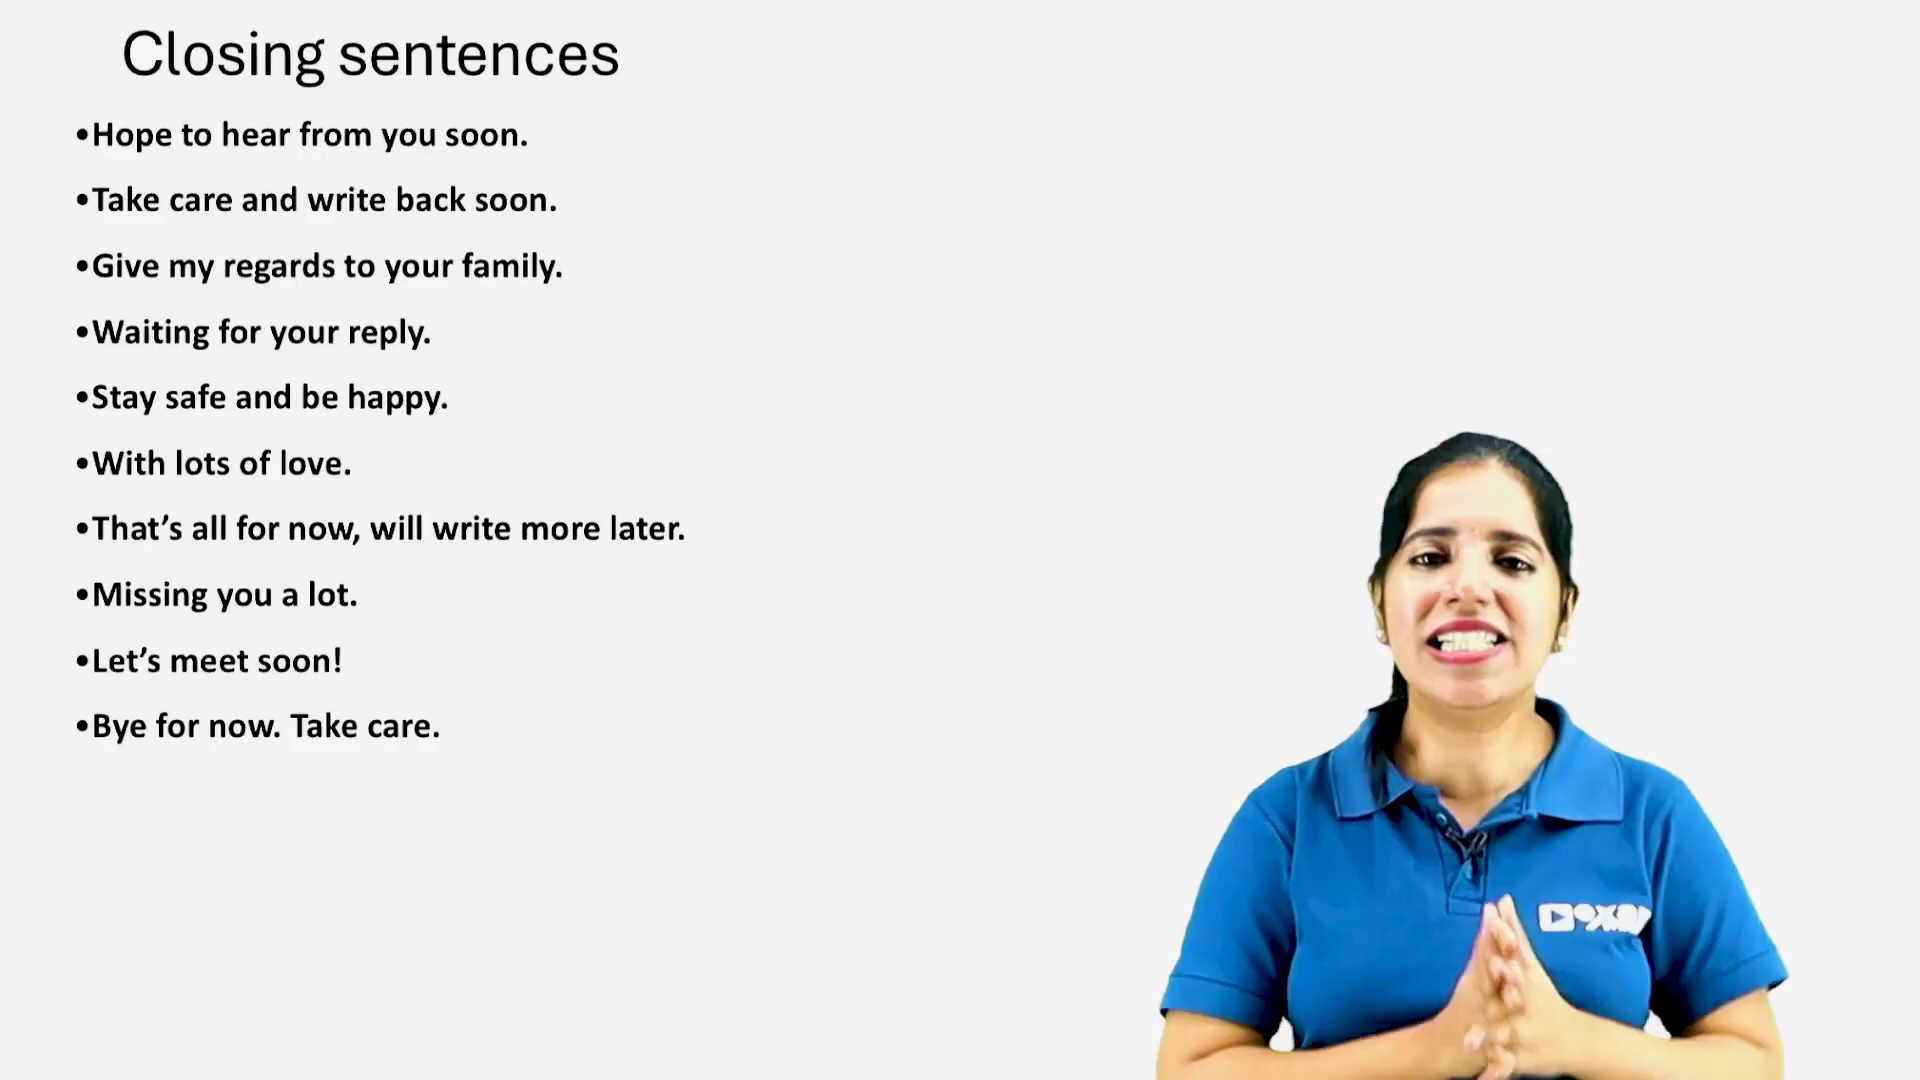 Closing sentences
•Hope to hear from you soon.
•Take care and write back soon.
•Give my regards to your family.
•Waiting for your reply.
•Stay safe and be happy.
•With lots of love.
•That’s all for now, will write more later.
•Missing you a lot.
•Let’s meet soon!
•Bye for now. Take care.